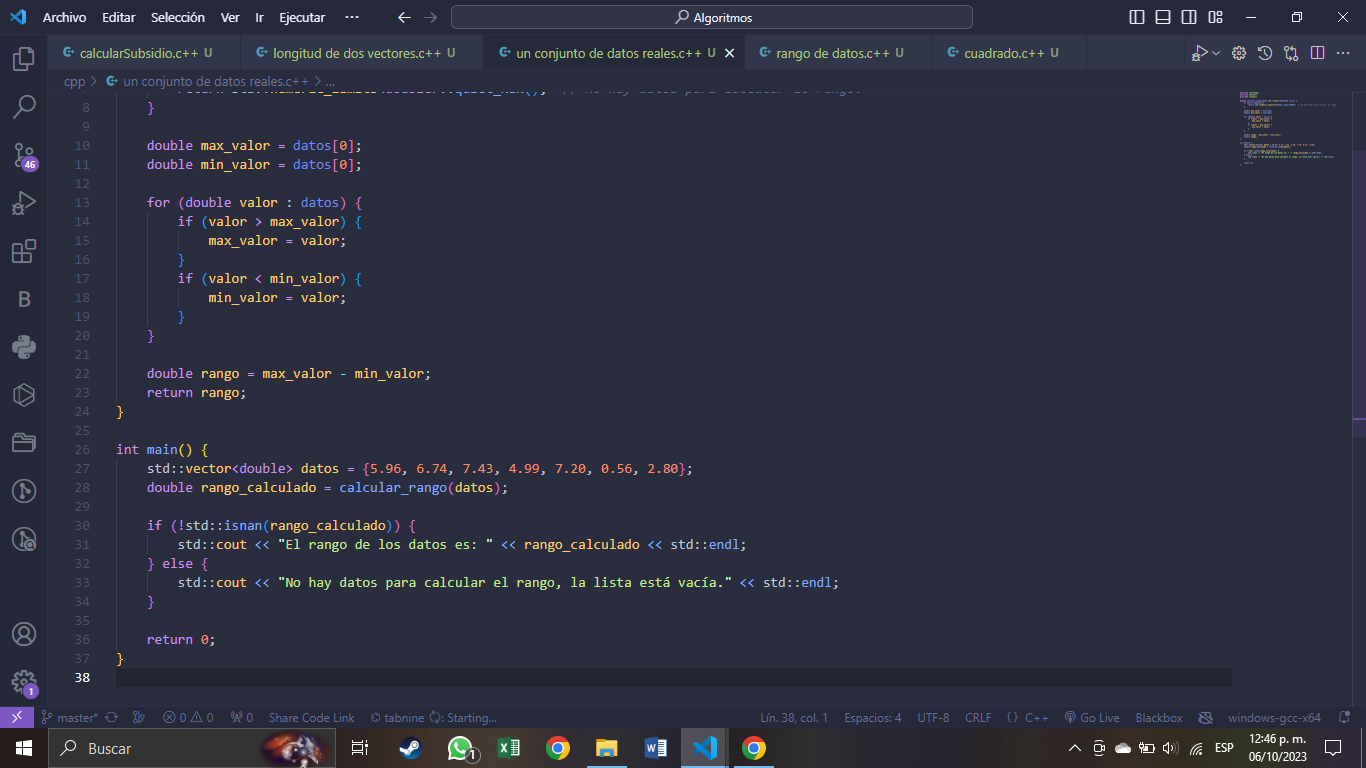 Archivo Editar Selección Ver Ir Ejecutar ··· Algoritmos
calcularSubsidio.c++ U longitud de dos vectores.c++ U un conjunto de datos reales.c++ U rango de datos.c++ U cuadrado.c++ U
cpp > un conjunto de datos reales.c++ > ...
8 }
9
10 double max_valor = datos[0];
11 double min_valor = datos[0];
12
13 for (double valor : datos) {
14 if (valor > max_valor) {
15 max_valor = valor;
16 }
17 if (valor < min_valor) {
18 min_valor = valor;
19 }
20 }
21
22 double rango = max_valor - min_valor;
23 return rango;
24 }
25
26 int main() {
27 std::vector<double> datos = {5.96, 6.74, 7.43, 4.99, 7.20, 0.56, 2.80};
28 double rango_calculado = calcular_rango(datos);
29
30 if (!std::isnan(rango_calculado)) {
31 std::cout << "El rango de los datos es: " << rango_calculado << std::endl;
32 } else {
33 std::cout << "No hay datos para calcular el rango, la lista está vacía." << std::endl;
34 }
35
36 return 0;
37 }
38
46
B
1
master* 0 0 0 Share Code Link tabnine Starting... Lín. 38, col. 1 Espacios: 4 UTF-8 CRLF {} C++ Go Live Blackbox windows-gcc-x64
Buscar 1 ESP 12:46 p. m.
06/10/2023